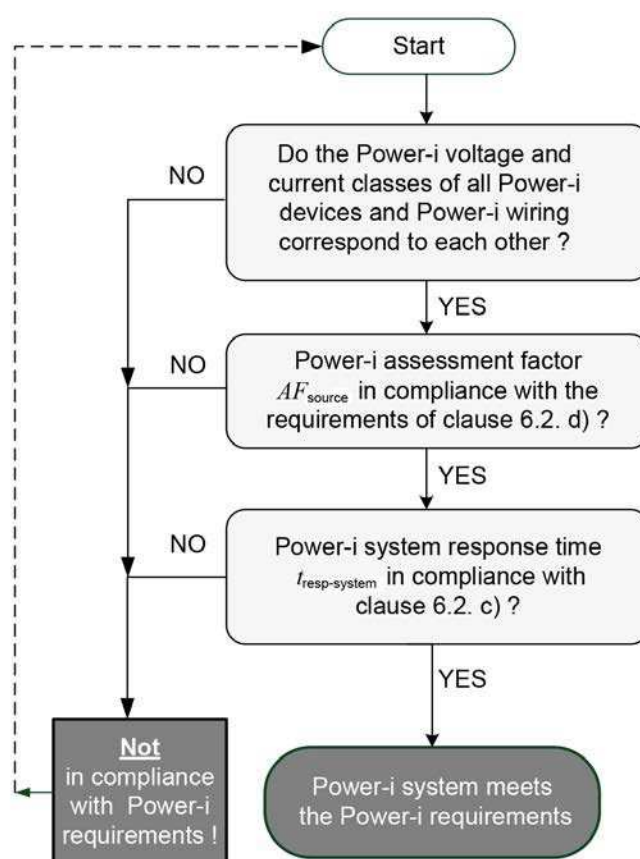 Start
Do the Power-i voltage and
current classes of all Power-i
devices and Power-i wiring
correspond to each other ?
NO
YES
Power-i assessment factor
AFsource in compliance with the
requirements of clause 6.2. d) ?
NO
YES
Power-i system response time
tresp-system in compliance with
clause 6.2. c) ?
NO
YES
Not
in compliance
with Power-i
requirements !
Power-i system meets
the Power-i requirements